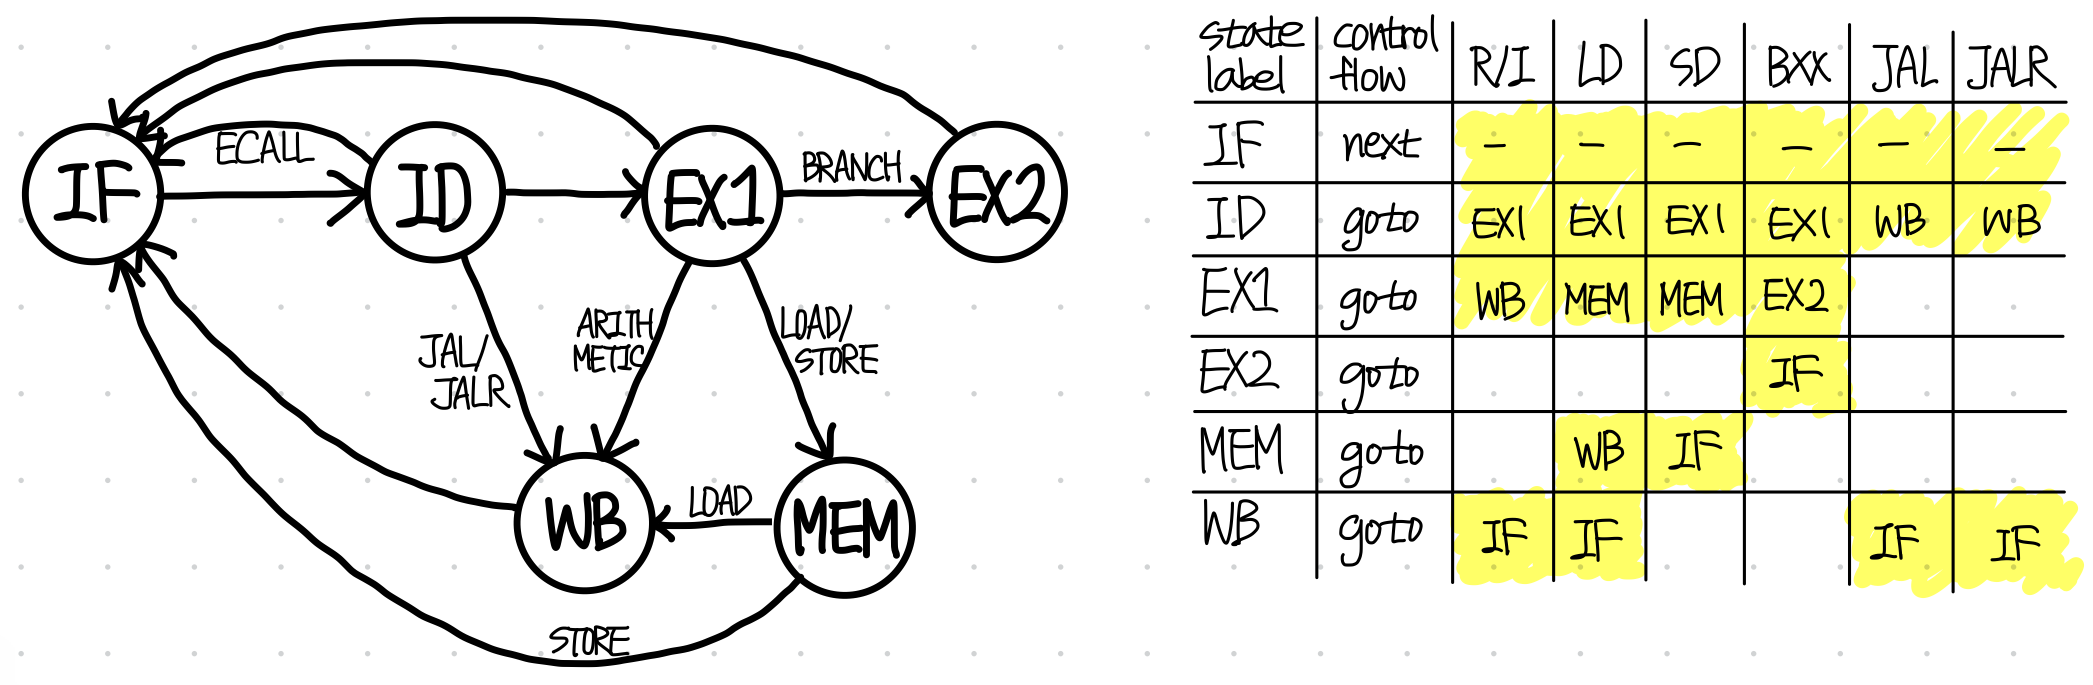 IF
ECALL
ID
EX1
BRANCH
EX2
JAL/
JALR
ARITH
METIC
LOAD/
STORE
WB
LOAD
MEM
STORE
state label control flow R/I LD SD BXX JAL JALR
IF next - - - - - -
ID goto EX1 EX1 EX1 EX1 WB WB
EX1 goto WB MEM MEM EX2
EX2 goto IF
MEM goto WB IF
WB goto IF IF IF IF